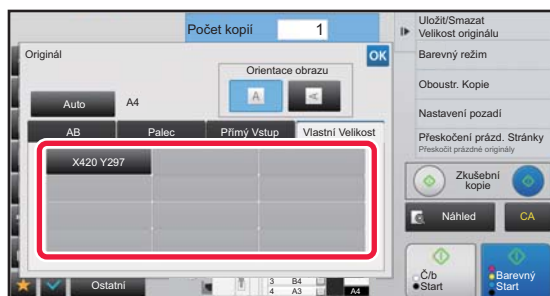 Počet kopií 1
Originál
OK
Orientace obrazu
A
A
Auto A4
AB Palec Přímý Vstup Vlastní Velikost
X420 Y297
Ostatní
3 B4
4 A3 A4
Uložit/Smazat
Velikost originálu
Barevný režim
Oboustr. Kopie
Nastavení pozadí
Přeskočení prázd. Stránky
Přeskočit prázdné originály
Zkušební
kopie
Náhled CA
Č/b
Start
Barevný
Start